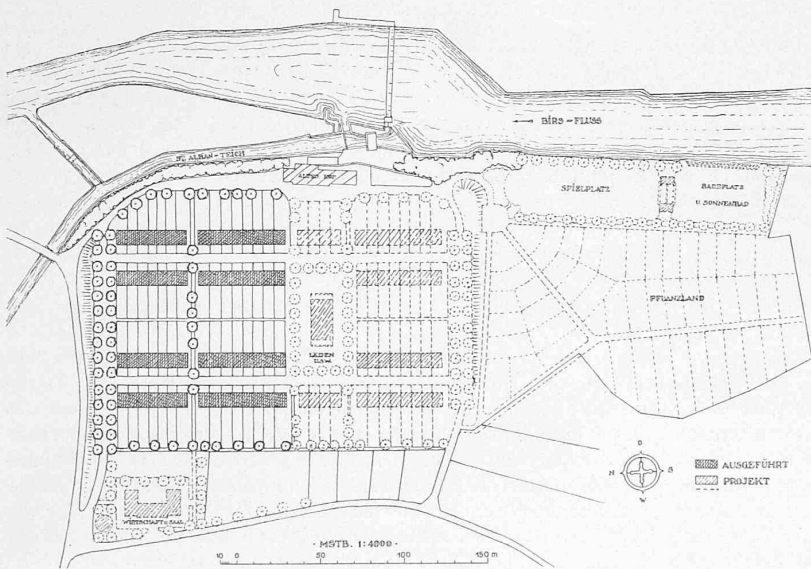 BIRS-FLUSS
ST. ALBAN-TEICH
SPIELPLATZ
BADEPLATZ
U. SONNENBAD
PFLANZLAND
LADEN
U.S.W.
O
N S
W
AUSGEFÜHRT
PROJEKT
WIRTSCHAFT U. SAAL
· MSTB. 1:4000 ·
10 0 50 100 150 m